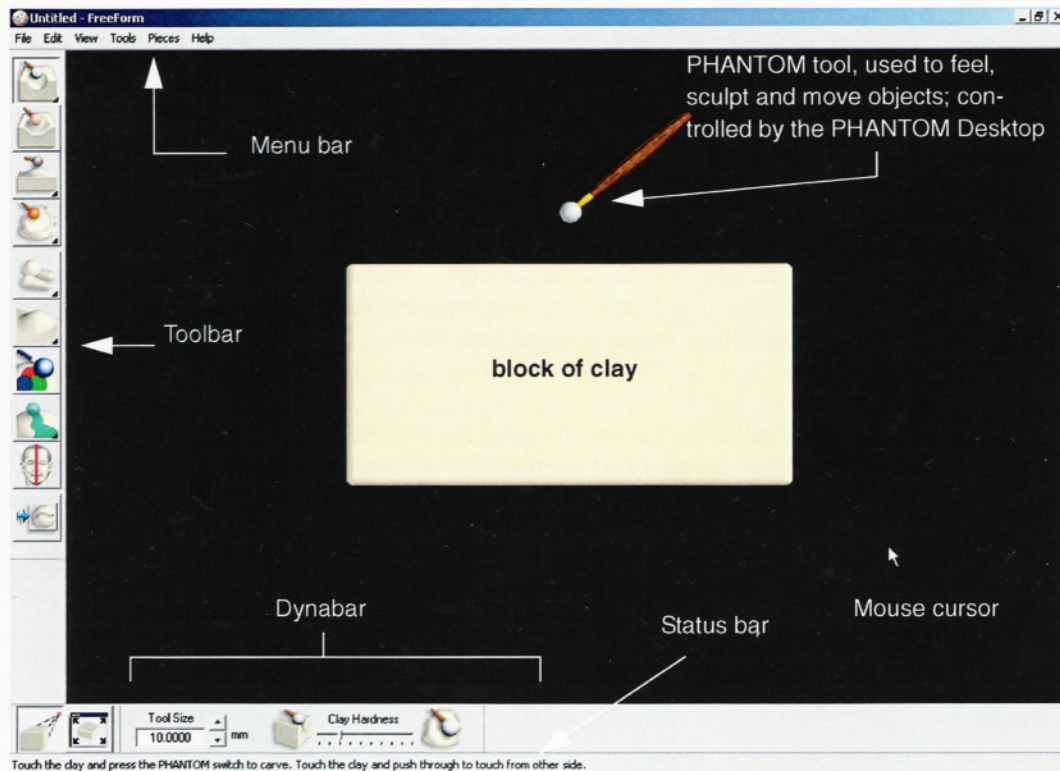 Untitled - FreeForm
File Edit View Tools Pieces Help
PHANTOM tool, used to feel,
sculpt and move objects; con-
trolled by the PHANTOM Desktop
Menu bar
Toolbar
block of clay
Dynabar
Status bar
Mouse cursor
Tool Size
10.0000 mm
Clay Hardness
Touch the clay and press the PHANTOM switch to carve. Touch the clay and push through to touch from other side.